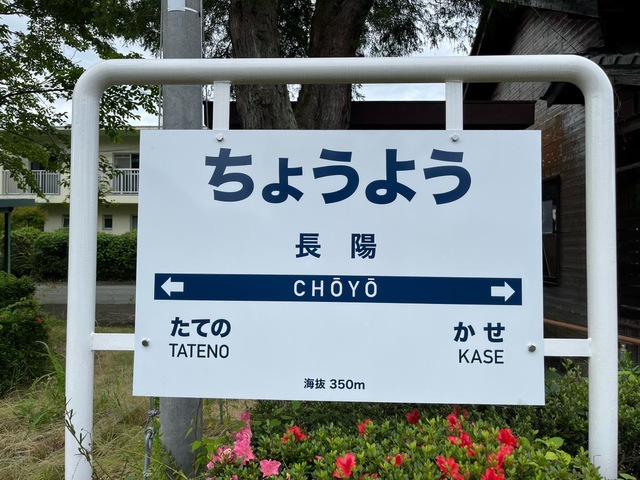 ちょうよう
長陽
CHŌYŌ
たての かせ
TATENO KASE
海抜 350m